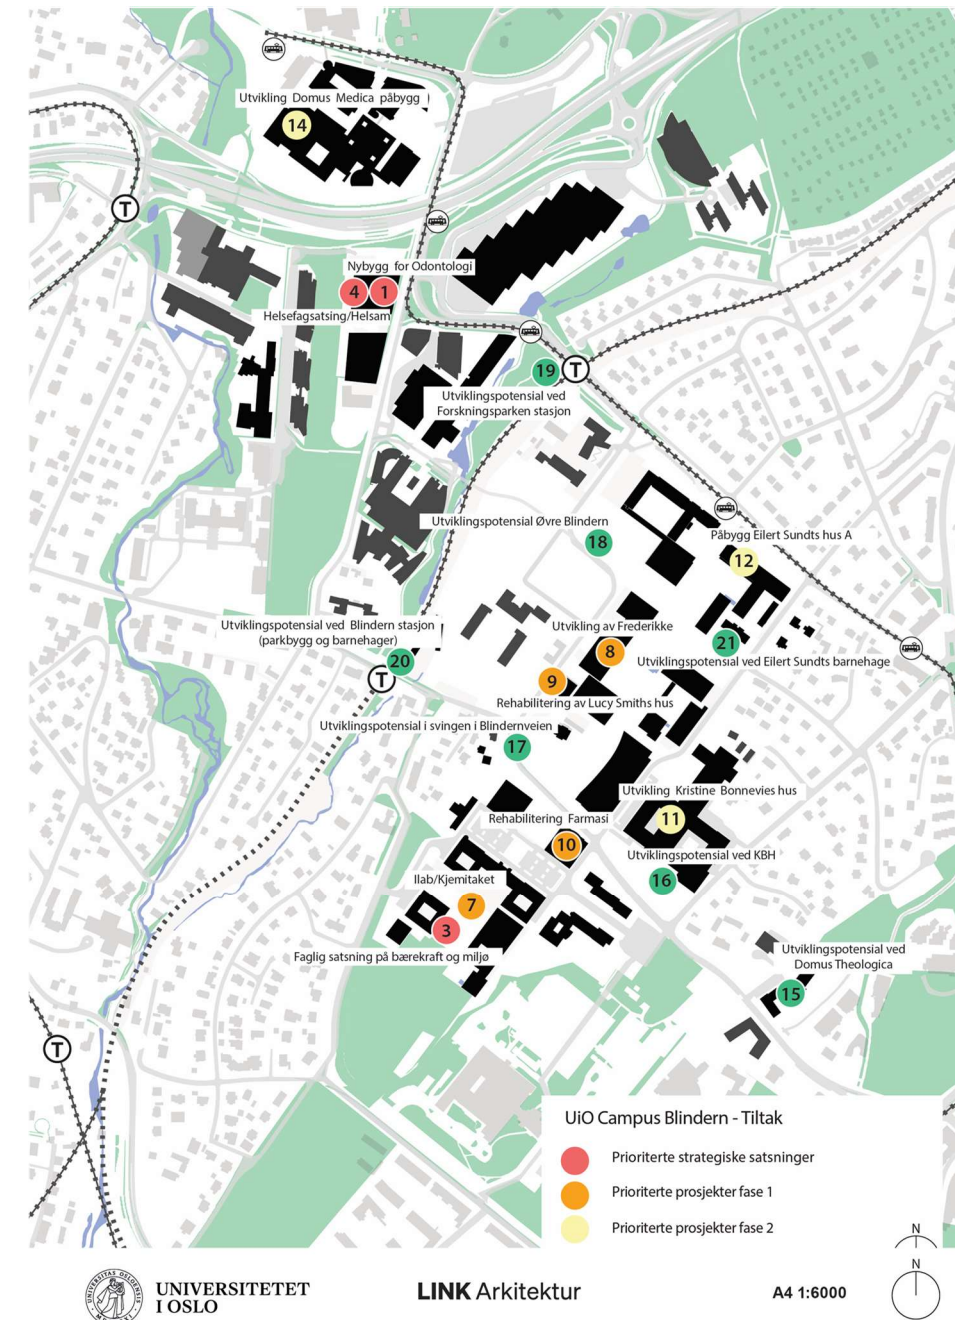 Utvikling Domus Medica påbygg
14
T
Nybygg for Odontologi
4
1
Helsefagsatsing/Helsam
19
T
Utviklingspotensial ved
Forskningsparken stasjon
Utviklingspotensial Øvre Blindern
18
Påbygg Eilert Sundts hus A
12
Utviklingspotensial ved Blindern stasjon
(parkbygg og barnehager)
20
T
Utvikling av Frederikke
8
21
Utviklingspotensial ved Eilert Sundts barnehage
9
Rehabilitering av Lucy Smiths hus
Utviklingspotensial i svingen i Blindernveien
17
Utvikling Kristine Bonnevies hus
11
Rehabilitering Farmasi
10
Utviklingspotensial ved KBH
16
Ilab/Kjemitaket
7
3
Faglig satsning på bærekraft og miljø
Utviklingspotensial ved
Domus Theologica
15
T
UiO Campus Blindern - Tiltak
Prioriterte strategiske satsninger
Prioriterte prosjekter fase 1
Prioriterte prosjekter fase 2
N
N
UNIVERSITETET
I OSLO
LINK Arkitektur
A4 1:6000